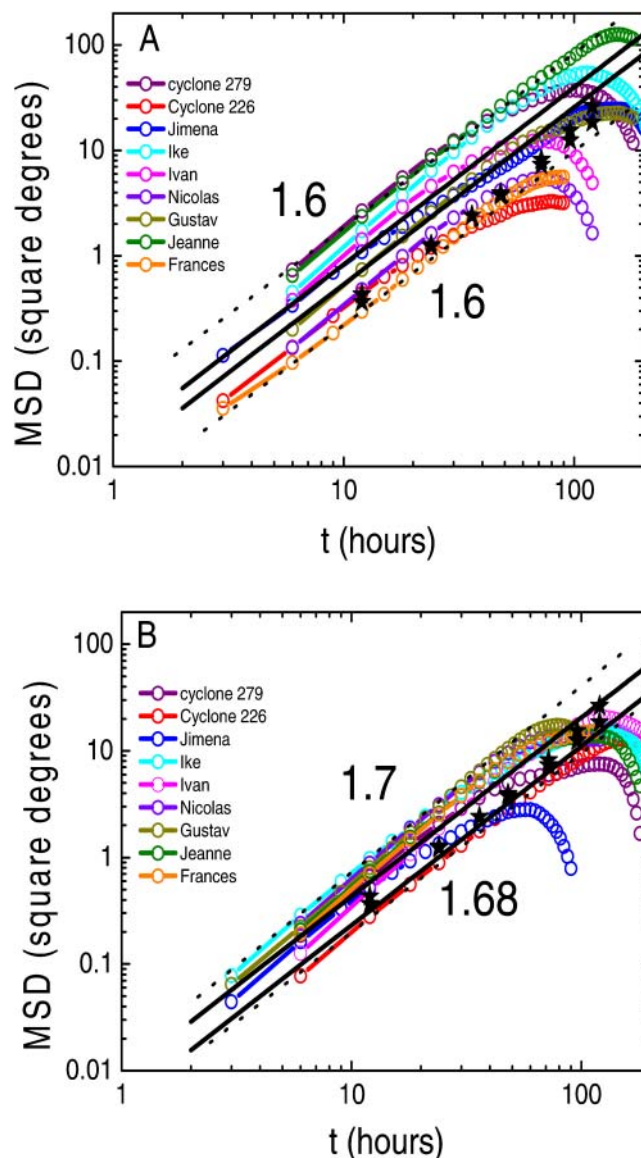 A
100
10
1
0.1
0.01
MSD (square degrees)
cyclone 279
Cyclone 226
Jimena
Ike
Ivan
Nicolas
Gustav
Jeanne
Frances
1.6
1.6
1 10 100
t (hours)
B
100
10
1
0.1
0.01
MSD (square degrees)
cyclone 279
Cyclone 226
Jimena
Ike
Ivan
Nicolas
Gustav
Jeanne
Frances
1.7
1.68
1 10 100
t (hours)